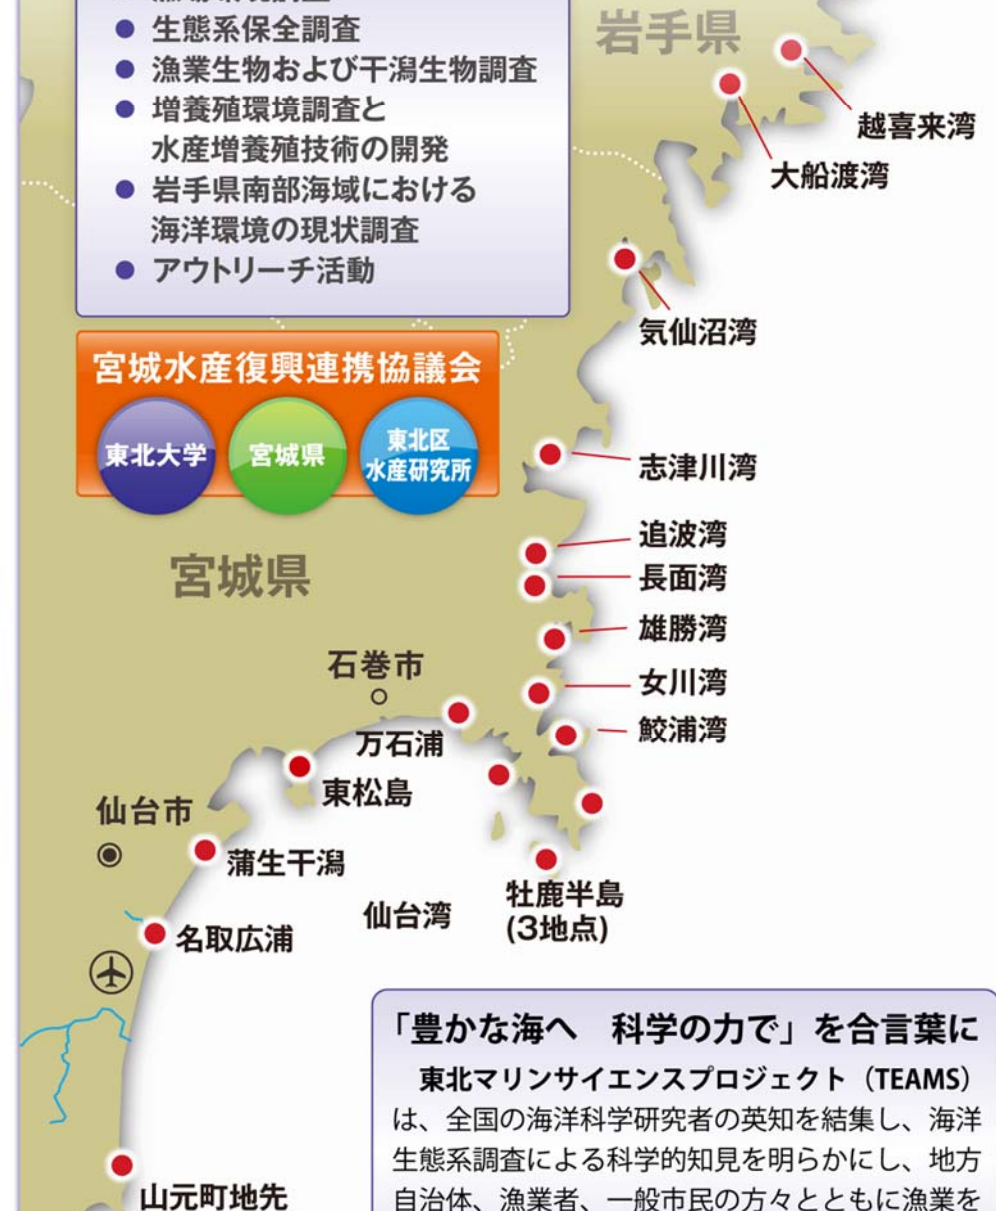 生態系保全調査
漁業生物および干潟生物調査
増養殖環境調査と
水産増養殖技術の開発
岩手県南部海域における
海洋環境の現状調査
アウトリーチ活動
岩手県
越喜来湾
大船渡湾
気仙沼湾
宮城水産復興連携協議会
東北大学
宮城県
東北区
水産研究所
志津川湾
追波湾
長面湾
宮城県
雄勝湾
石巻市
女川湾
鮫浦湾
万石浦
東松島
仙台市
蒲生干潟
牡鹿半島
(3地点)
仙台湾
名取広浦
「豊かな海へ　科学の力で」を合言葉に
東北マリンサイエンスプロジェクト（TEAMS）
は、全国の海洋科学研究者の英知を結集し、海洋
生態系調査による科学的知見を明らかにし、地方
自治体、漁業者、一般市民の方々とともに漁業を
山元町地先